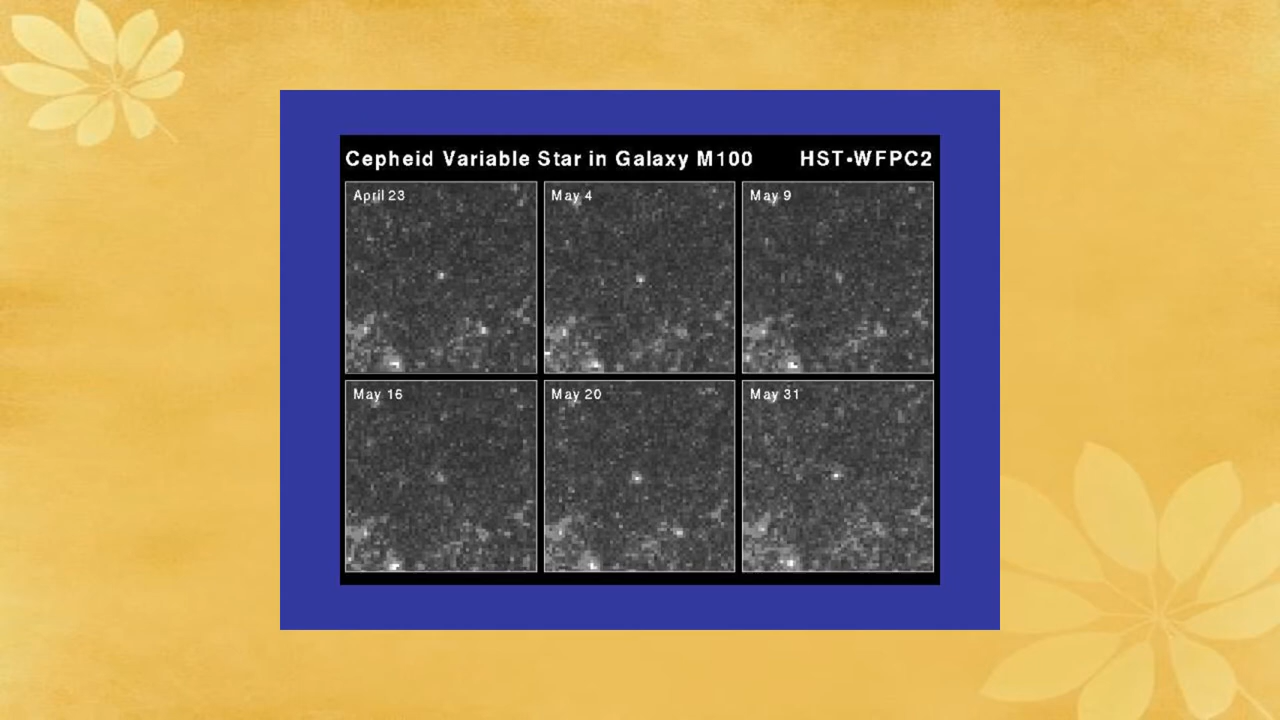 Cepheid Variable Star in Galaxy M100 HST•WFPC2
April 23 May 4 May 9
May 16 May 20 May 31